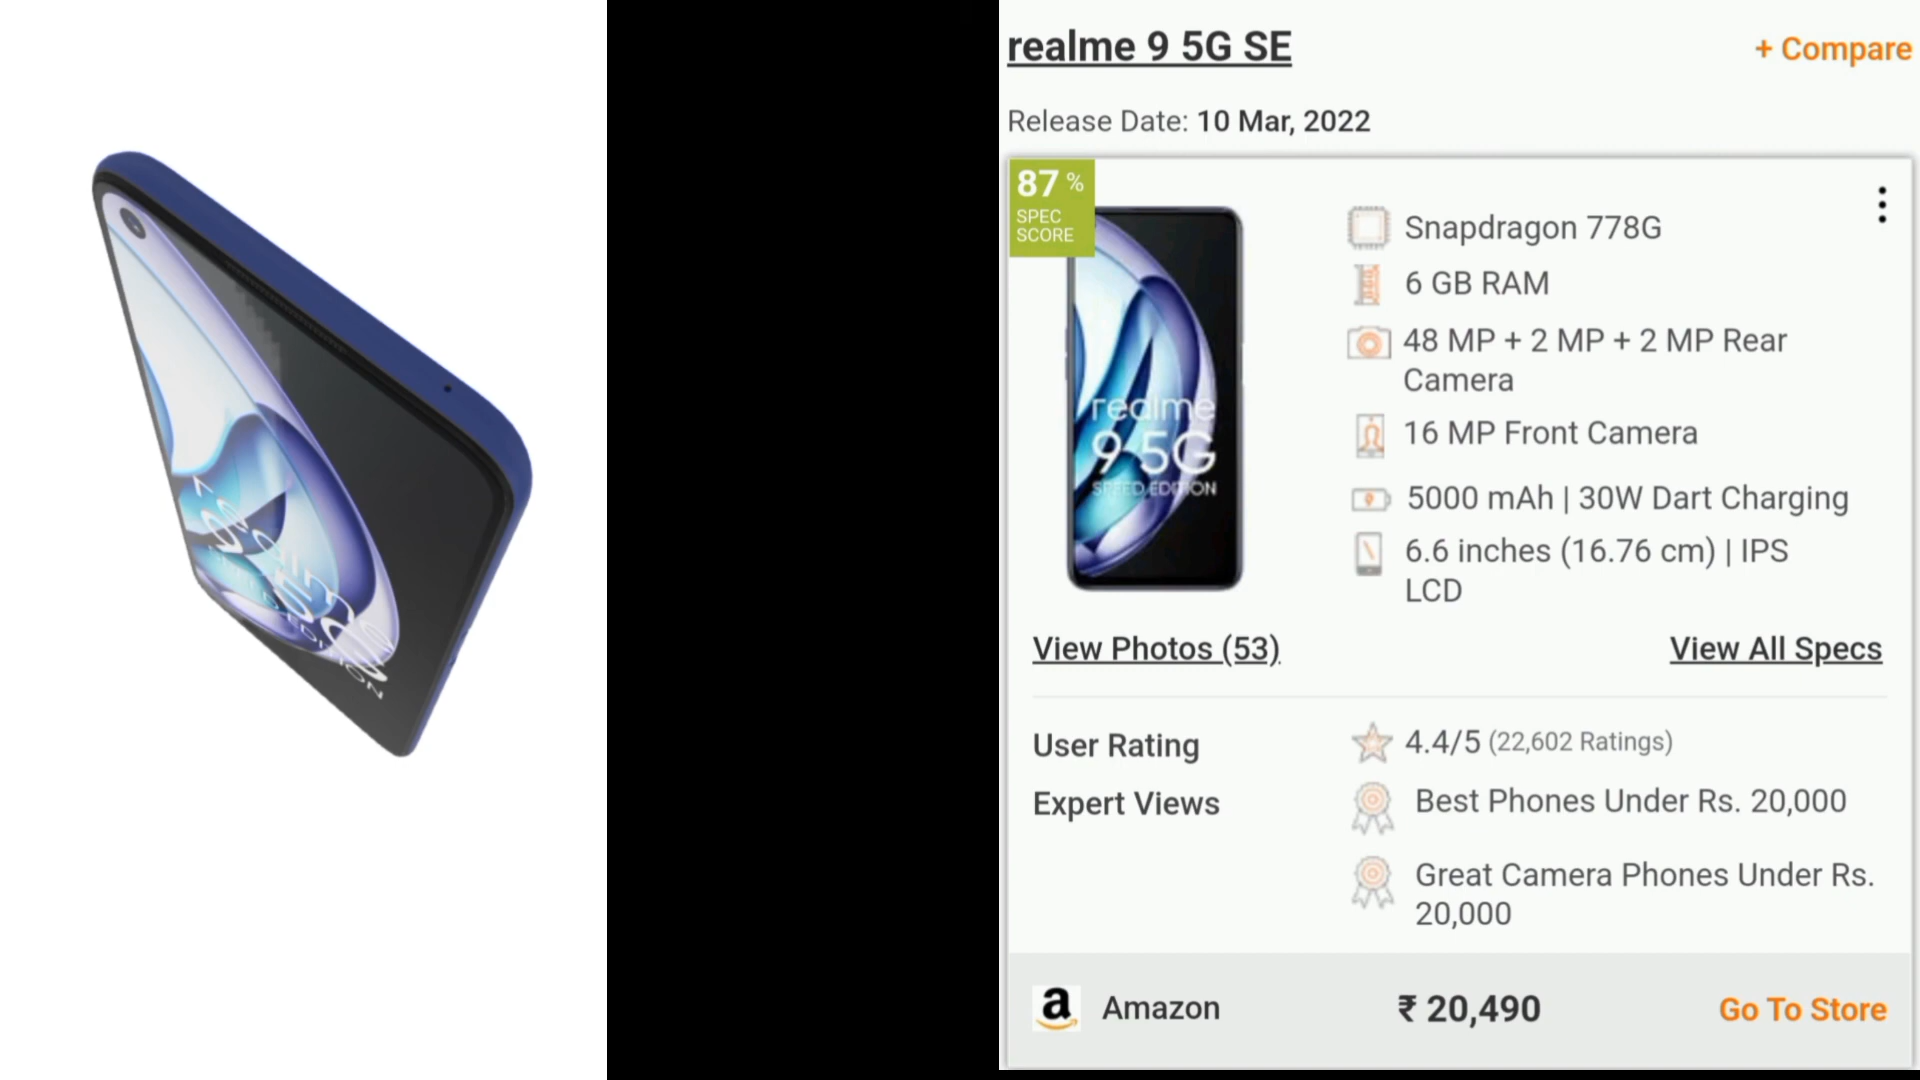 realme 9 5G SE
+ Compare
Release Date: 10 Mar, 2022
87 %
SPEC
SCORE
realme
9 5G
SPEED EDITION
Snapdragon 778G
6 GB RAM
48 MP + 2 MP + 2 MP Rear
Camera
16 MP Front Camera
5000 mAh | 30W Dart Charging
6.6 inches (16.76 cm) | IPS
LCD
View Photos (53)
View All Specs
User Rating
4.4/5 (22,602 Ratings)
Expert Views
Best Phones Under Rs. 20,000
Great Camera Phones Under Rs.
20,000
a
Amazon
₹ 20,490
Go To Store